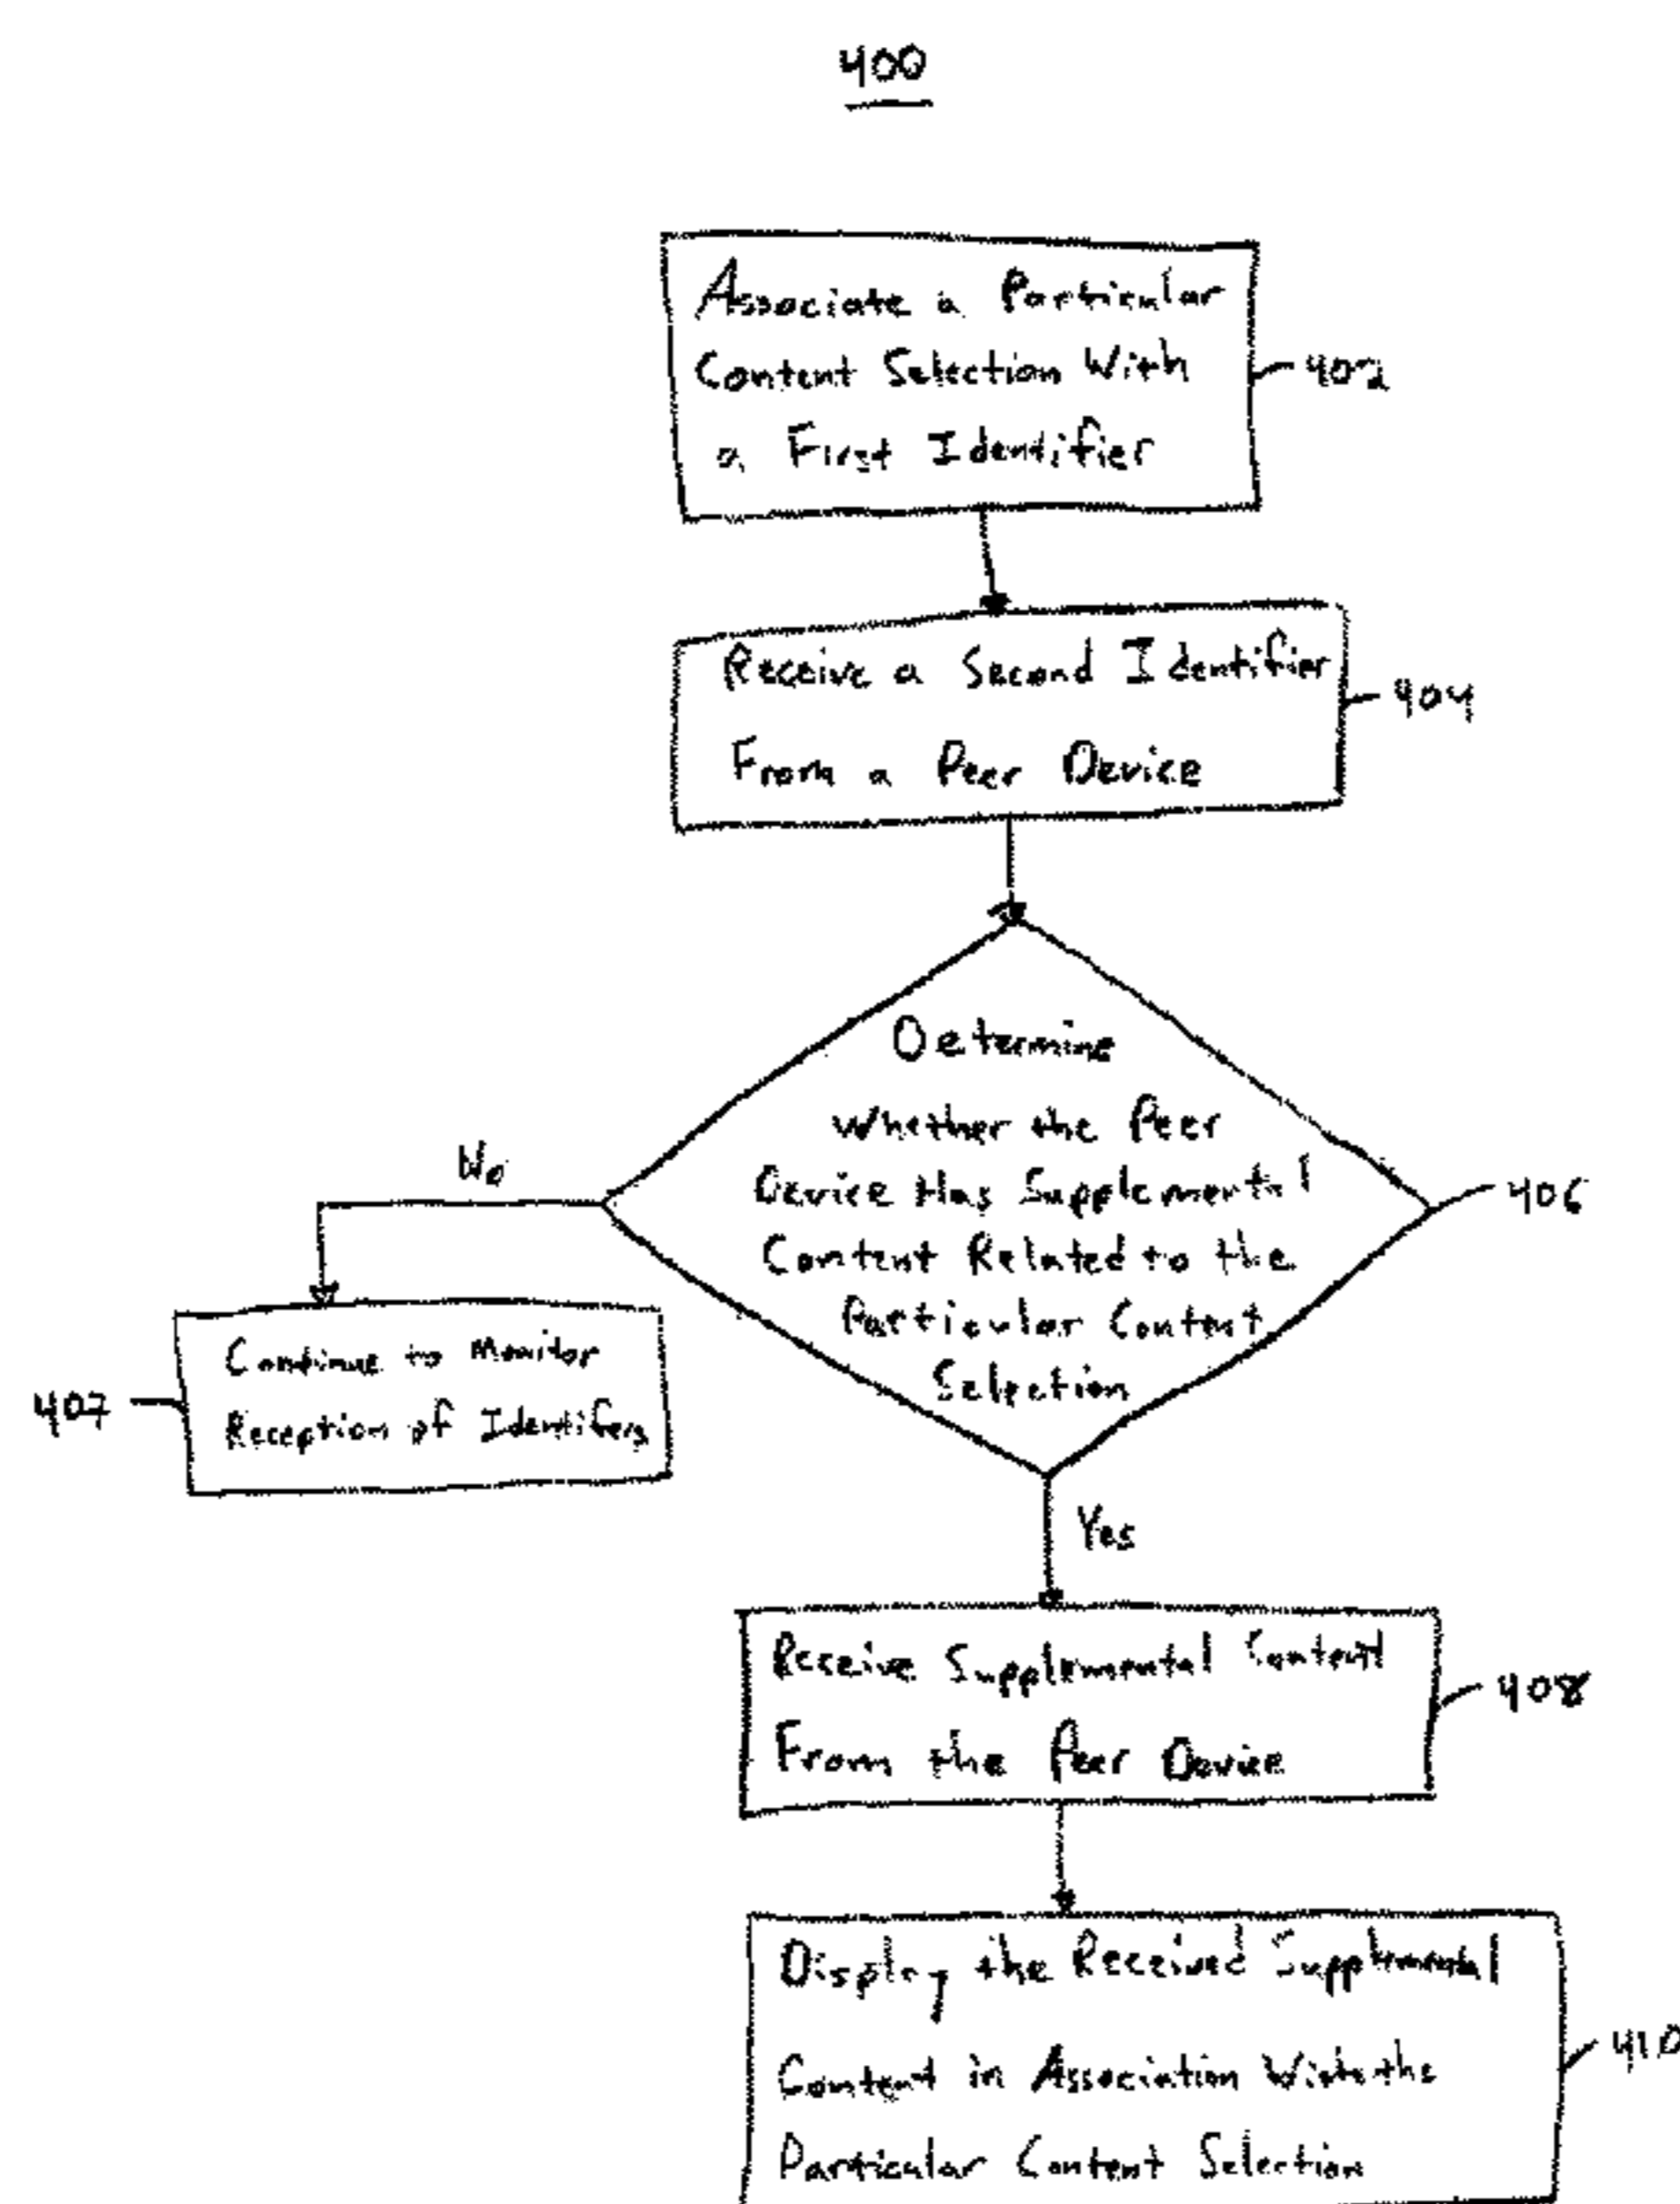 400
Associate a Particular
Content Selection With
a First Identifier
402
Receive a Second Identifier
From a Peer Device
404
Determine
Whether the Peer
Device Has Supplemental
Content Related to the
Particular Content
Selection
406
No
Continue to Monitor
Reception of Identifers
407
Yes
Receive Supplemental Content
From the Peer Device
408
Display the Received Supplemental
Content in Association With the
Particular Content Selection
410